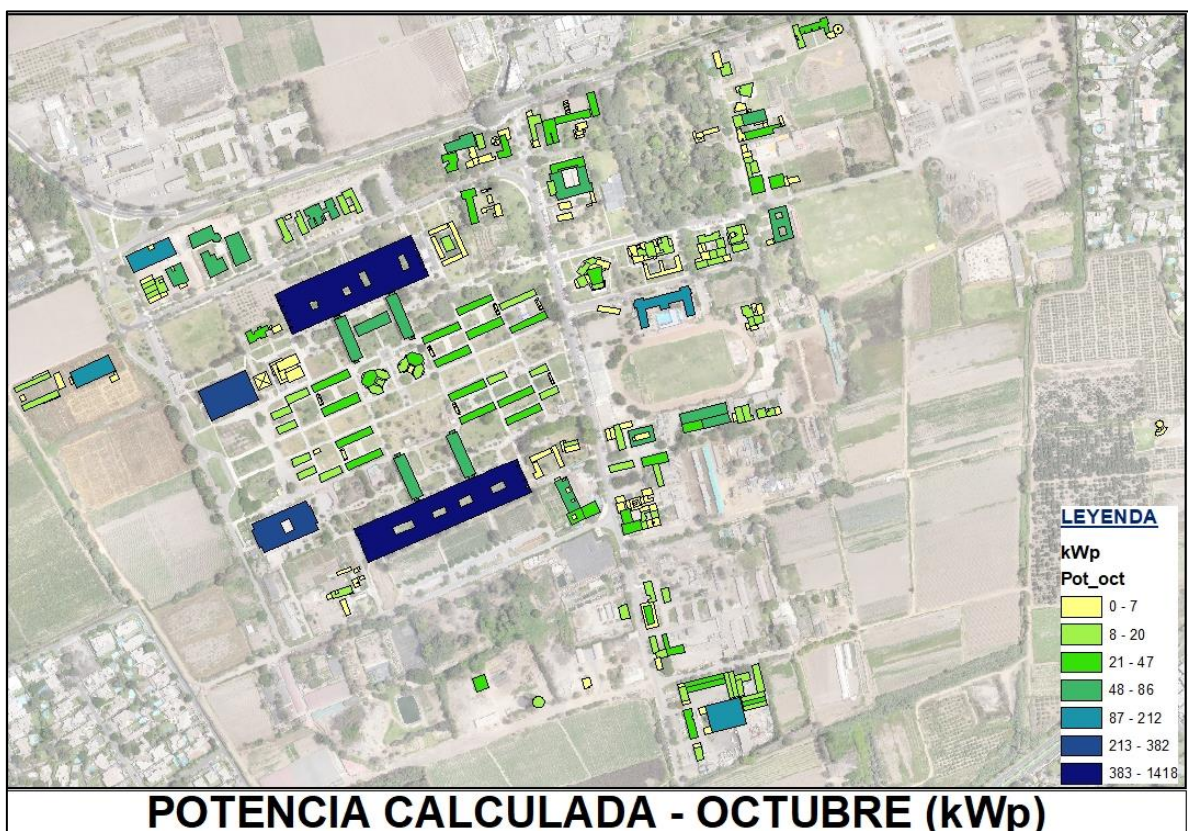 LEYENDA
kWp
Pot_oct
0 - 7
8 - 20
21 - 47
48 - 86
87 - 212
213 - 382
383 - 1418
POTENCIA CALCULADA - OCTUBRE (kWp)